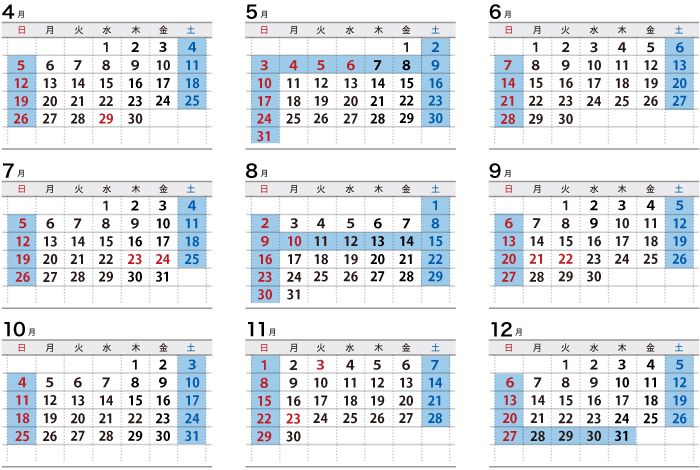 4月
日 月 火 水 木 金 土
1 2 3 4
5 6 7 8 9 10 11
12 13 14 15 16 17 18
19 20 21 22 23 24 25
26 27 28 29 30
5月
日 月 火 水 木 金 土
1 2
3 4 5 6 7 8 9
10 11 12 13 14 15 16
17 18 19 20 21 22 23
24 25 26 27 28 29 30
31
6月
日 月 火 水 木 金 土
1 2 3 4 5 6
7 8 9 10 11 12 13
14 15 16 17 18 19 20
21 22 23 24 25 26 27
28 29 30
7月
日 月 火 水 木 金 土
1 2 3 4
5 6 7 8 9 10 11
12 13 14 15 16 17 18
19 20 21 22 23 24 25
26 27 28 29 30 31
8月
日 月 火 水 木 金 土
1
2 3 4 5 6 7 8
9 10 11 12 13 14 15
16 17 18 19 20 21 22
23 24 25 26 27 28 29
30 31
9月
日 月 火 水 木 金 土
1 2 3 4 5
6 7 8 9 10 11 12
13 14 15 16 17 18 19
20 21 22 23 24 25 26
27 28 29 30
10月
日 月 火 水 木 金 土
1 2 3
4 5 6 7 8 9 10
11 12 13 14 15 16 17
18 19 20 21 22 23 24
25 26 27 28 29 30 31
11月
日 月 火 水 木 金 土
1 2 3 4 5 6 7
8 9 10 11 12 13 14
15 16 17 18 19 20 21
22 23 24 25 26 27 28
29 30
12月
日 月 火 水 木 金 土
1 2 3 4 5
6 7 8 9 10 11 12
13 14 15 16 17 18 19
20 21 22 23 24 25 26
27 28 29 30 31